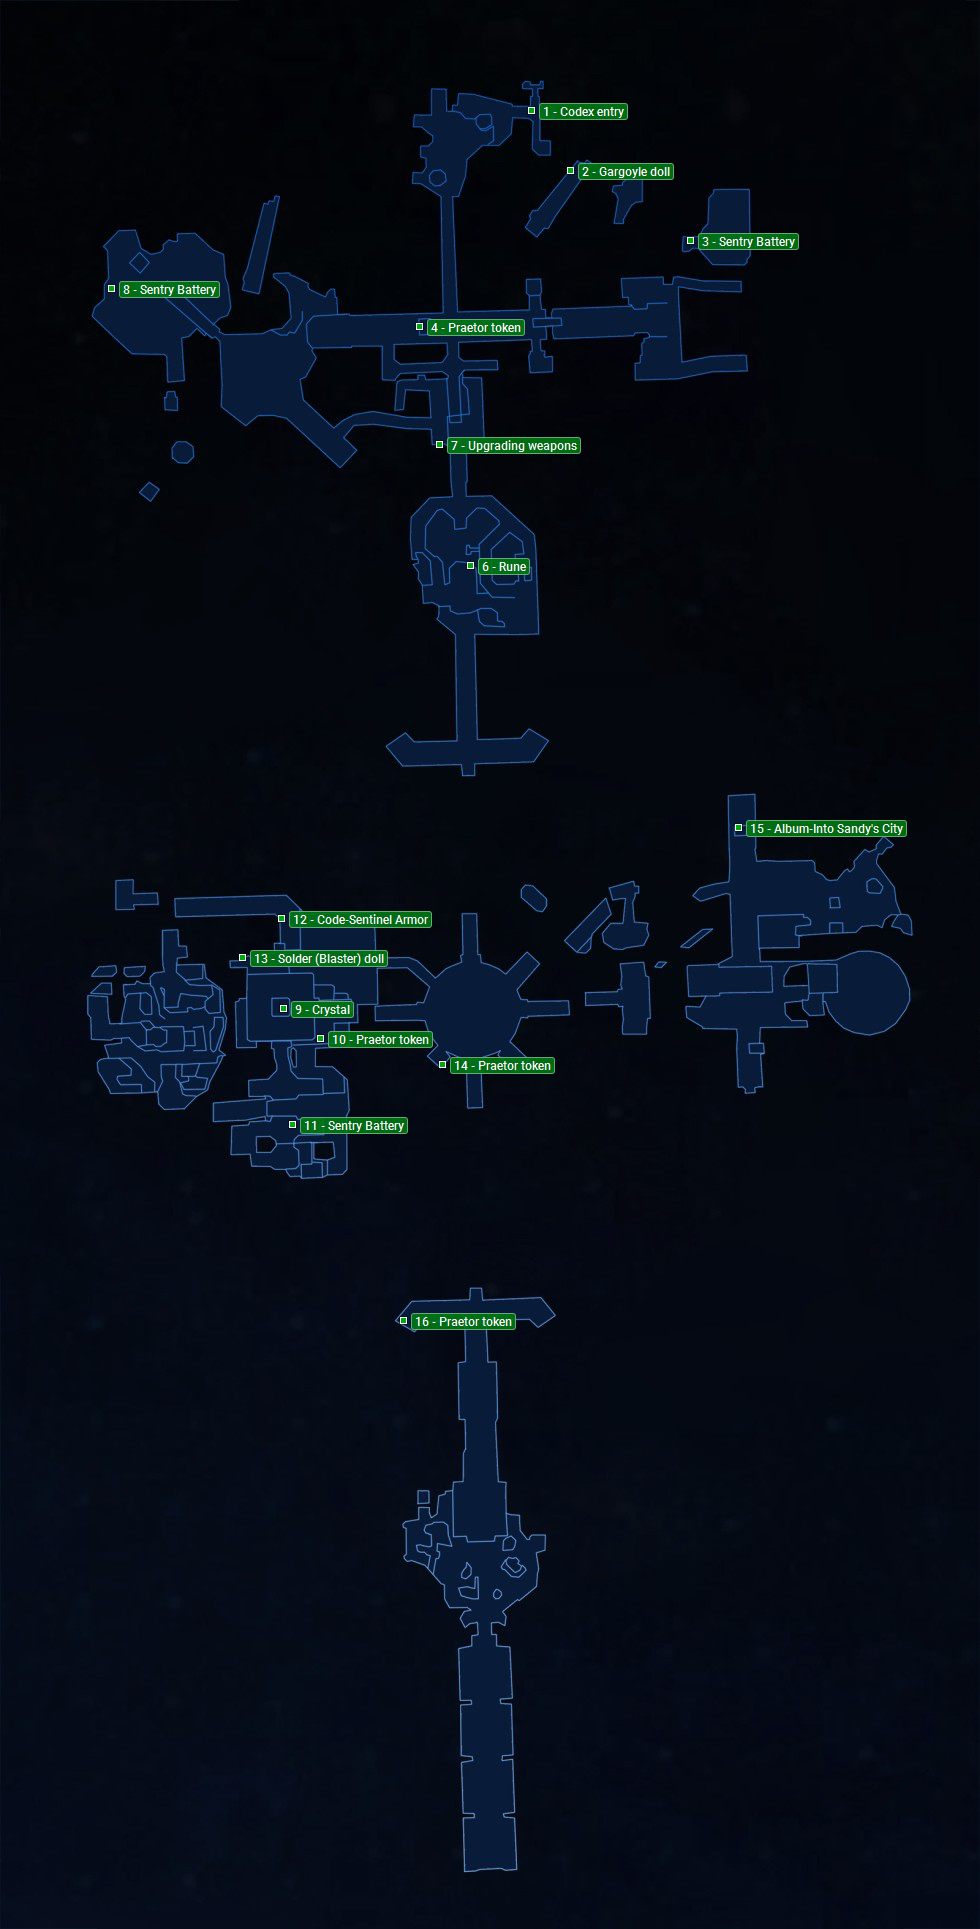 1 - Codex entry
2 - Gargoyle doll
3 - Sentry Battery
8 - Sentry Battery
4 - Praetor token
7 - Upgrading weapons
6 - Rune
15 - Album-Into Sandy's City
12 - Code-Sentinel Armor
13 - Solder (Blaster) doll
9 - Crystal
10 - Praetor token
14 - Praetor token
11 - Sentry Battery
16 - Praetor token